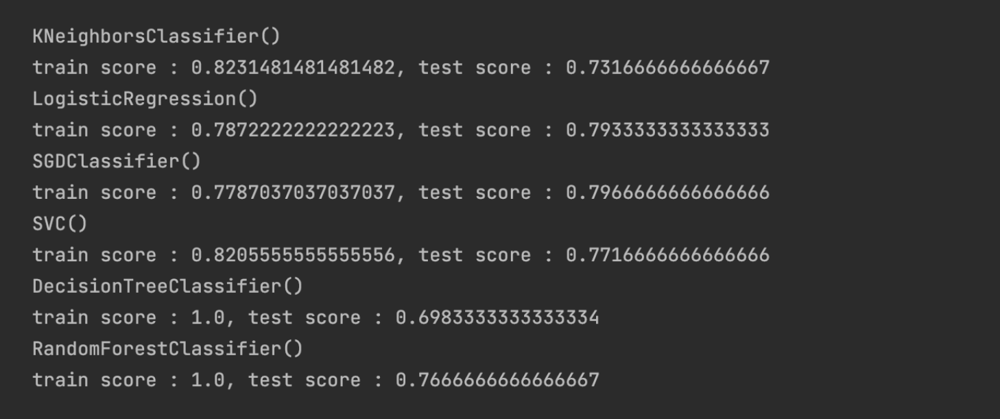 KNeighborsClassifier()
train score : 0.8231481481481482, test score : 0.7316666666666667
LogisticRegression()
train score : 0.7872222222222223, test score : 0.7933333333333333
SGDClassifier()
train score : 0.7787037037037037, test score : 0.7966666666666666
SVC()
train score : 0.8205555555555556, test score : 0.7716666666666666
DecisionTreeClassifier()
train score : 1.0, test score : 0.6983333333333334
RandomForestClassifier()
train score : 1.0, test score : 0.7666666666666667